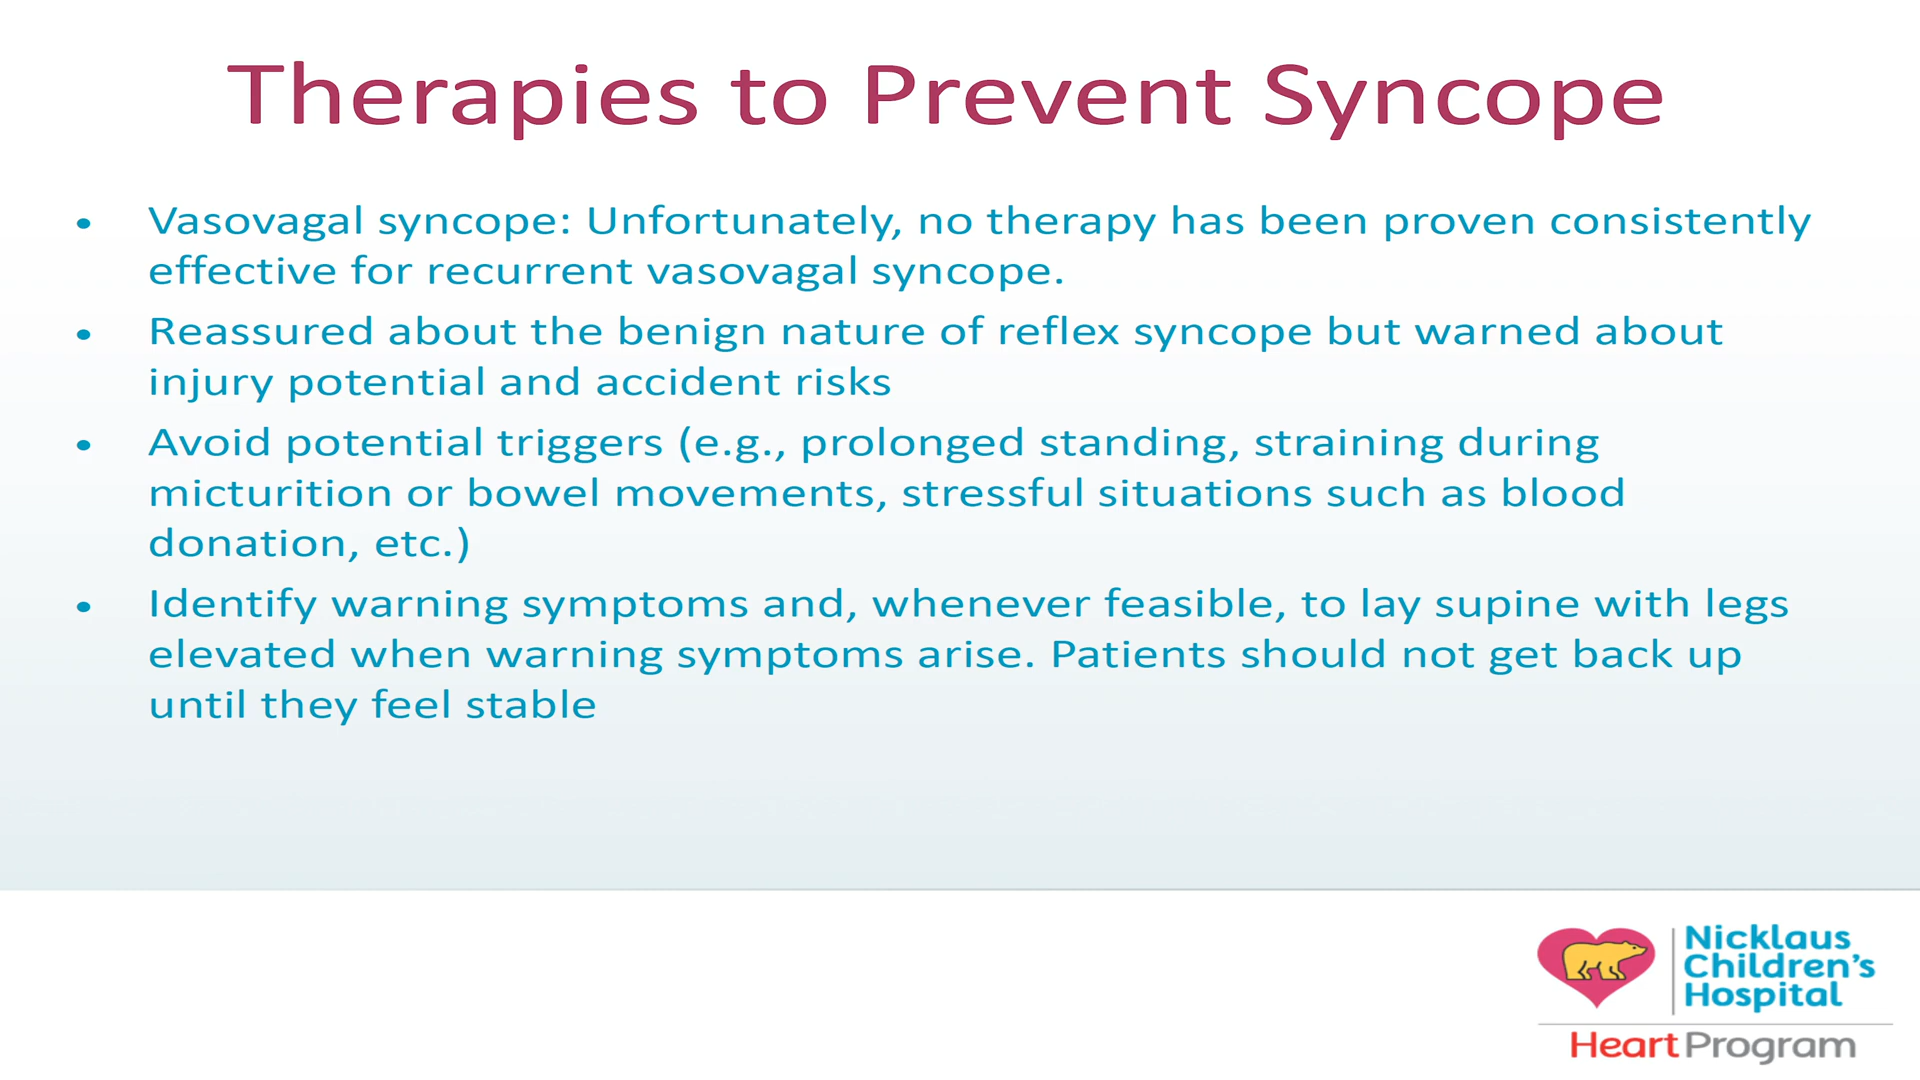 Therapies to Prevent Syncope
• Vasovagal syncope: Unfortunately, no therapy has been proven consistently
effective for recurrent vasovagal syncope.
• Reassured about the benign nature of reflex syncope but warned about
injury potential and accident risks
• Avoid potential triggers (e.g., prolonged standing, straining during
micturition or bowel movements, stressful situations such as blood
donation, etc.)
• Identify warning symptoms and, whenever feasible, to lay supine with legs
elevated when warning symptoms arise. Patients should not get back up
until they feel stable
Nicklaus
Children's
Hospital
Heart Program